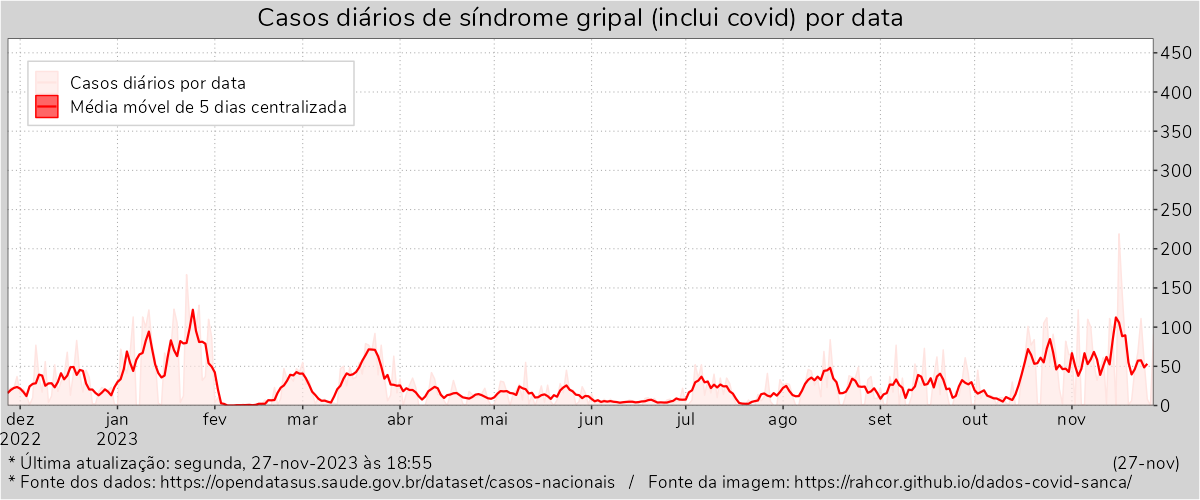 Casos diários de síndrome gripal (inclui covid) por data
Casos diários por data
Média móvel de 5 dias centralizada
450
400
350
300
250
200
150
100
50
0
dez jan fev mar abr mai jun jul ago set out nov
2022 2023
* Última atualização: segunda, 27-nov-2023 às 18:55 (27-nov)
* Fonte dos dados: https://opendatasus.saude.gov.br/dataset/casos-nacionais / Fonte da imagem: https://rahcor.github.io/dados-covid-sanca/